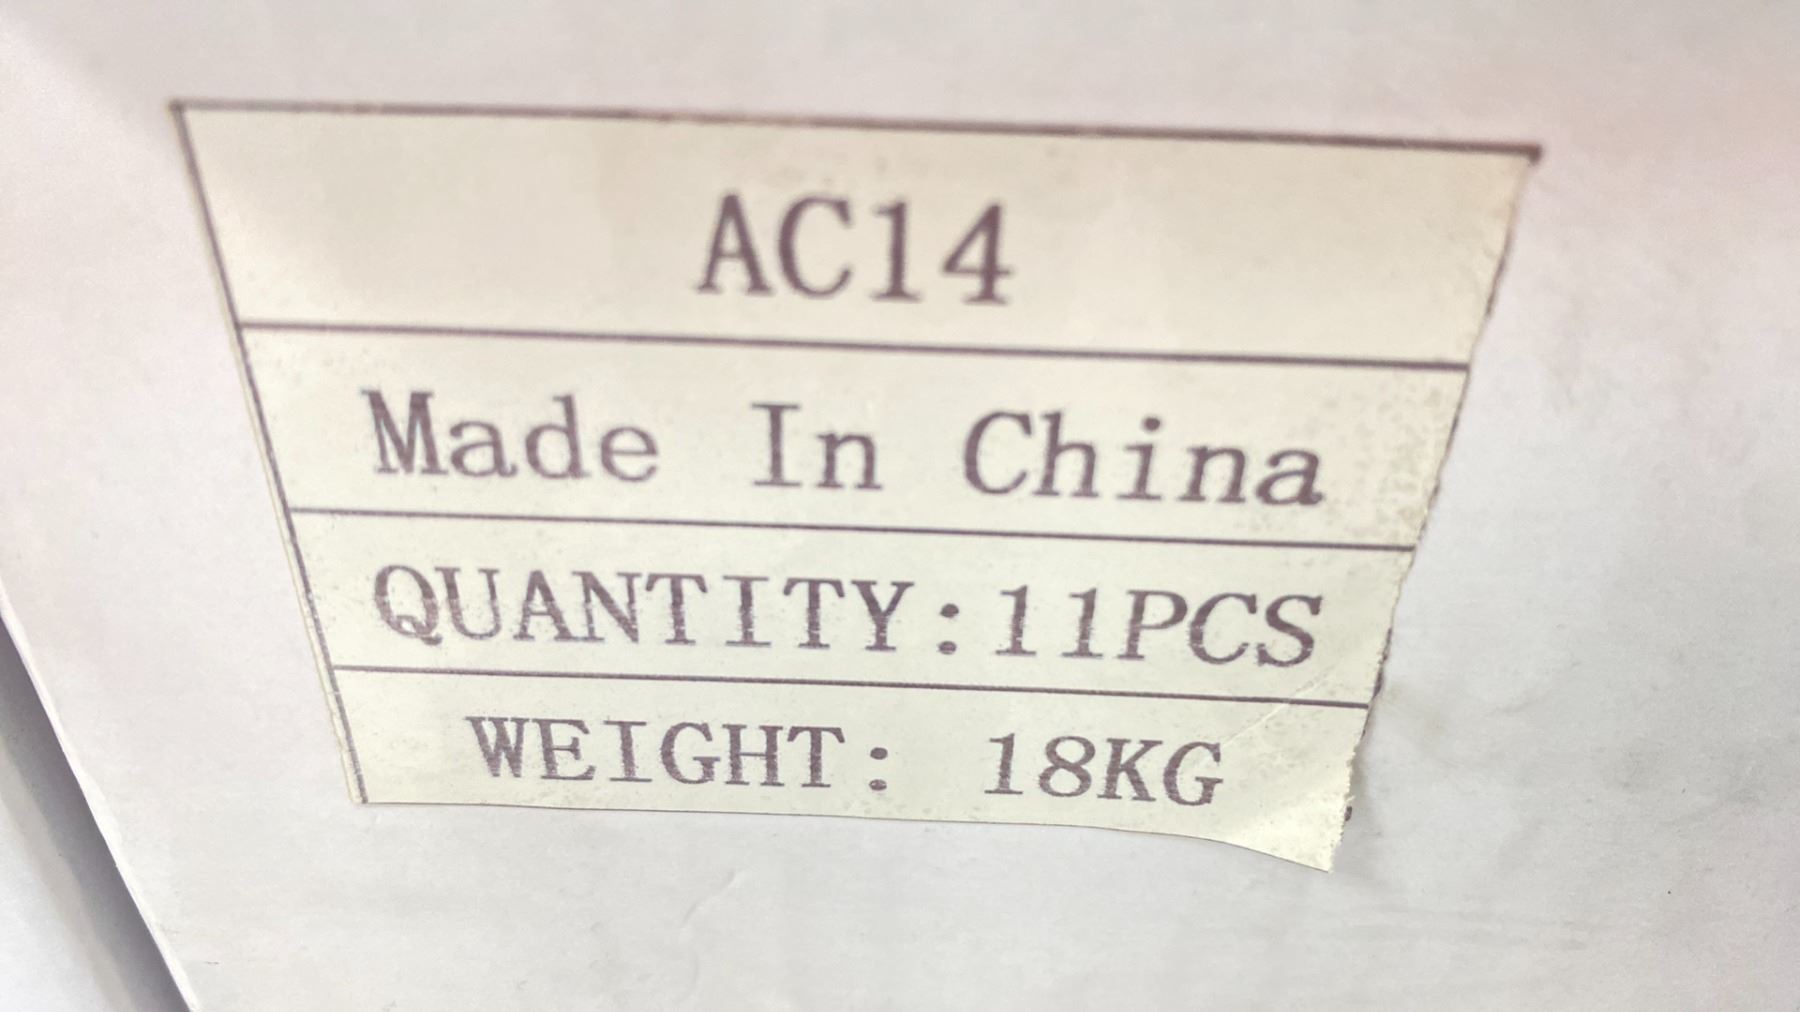 AC14
Made In China
QUANTITY:11PCS
WEIGHT: 18KG